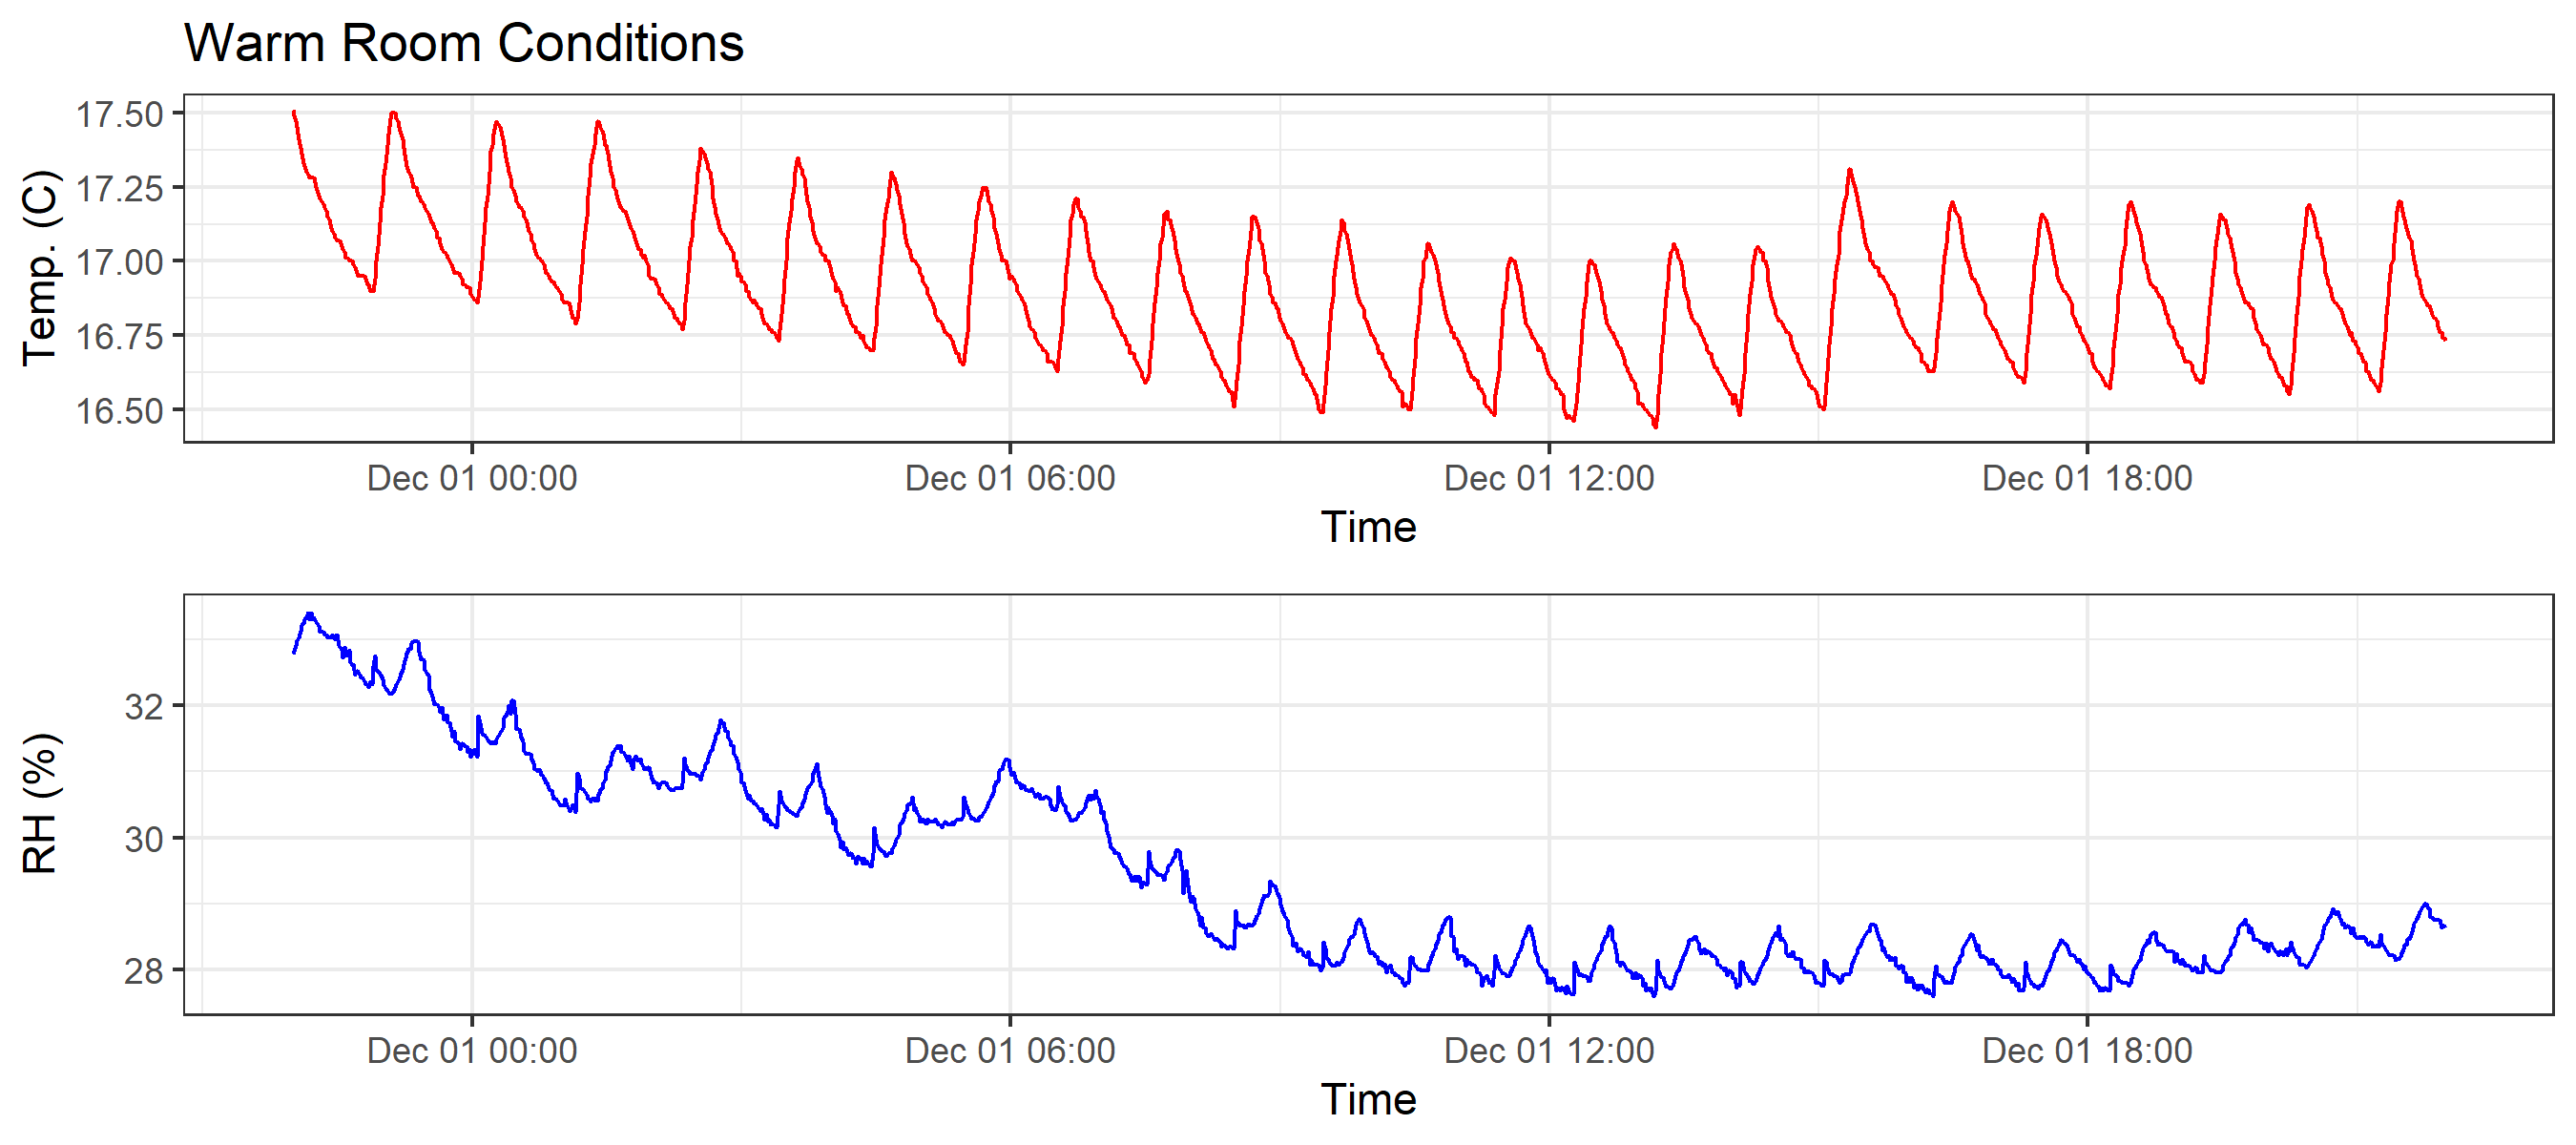 Warm Room Conditions
Temp. (C)
17.50
17.25
17.00
16.75
16.50
Dec 01 00:00 Dec 01 06:00 Dec 01 12:00 Dec 01 18:00
Time
RH (%)
32
30
28
Dec 01 00:00 Dec 01 06:00 Dec 01 12:00 Dec 01 18:00
Time